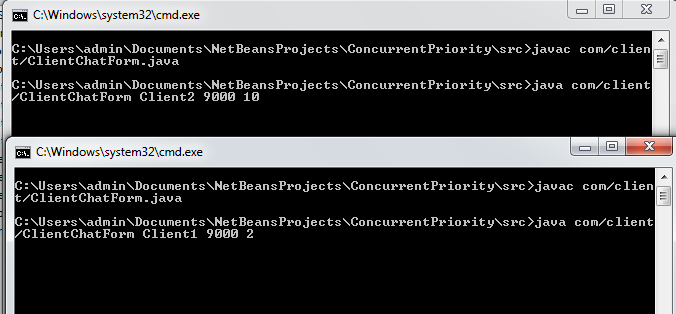 C:\Windows\system32\cmd.exe
C:\Users\admin\Documents\NetBeansProjects\ConcurrentPriority\src>javac com/clien
t/ClientChatForm.java
C:\Users\admin\Documents\NetBeansProjects\ConcurrentPriority\src>java com/client
/ClientChatForm Client2 9000 10
C:\Windows\system32\cmd.exe
C:\Users\admin\Documents\NetBeansProjects\ConcurrentPriority\src>javac com/clien
t/ClientChatForm.java
C:\Users\admin\Documents\NetBeansProjects\ConcurrentPriority\src>java com/client
/ClientChatForm Client1 9000 2